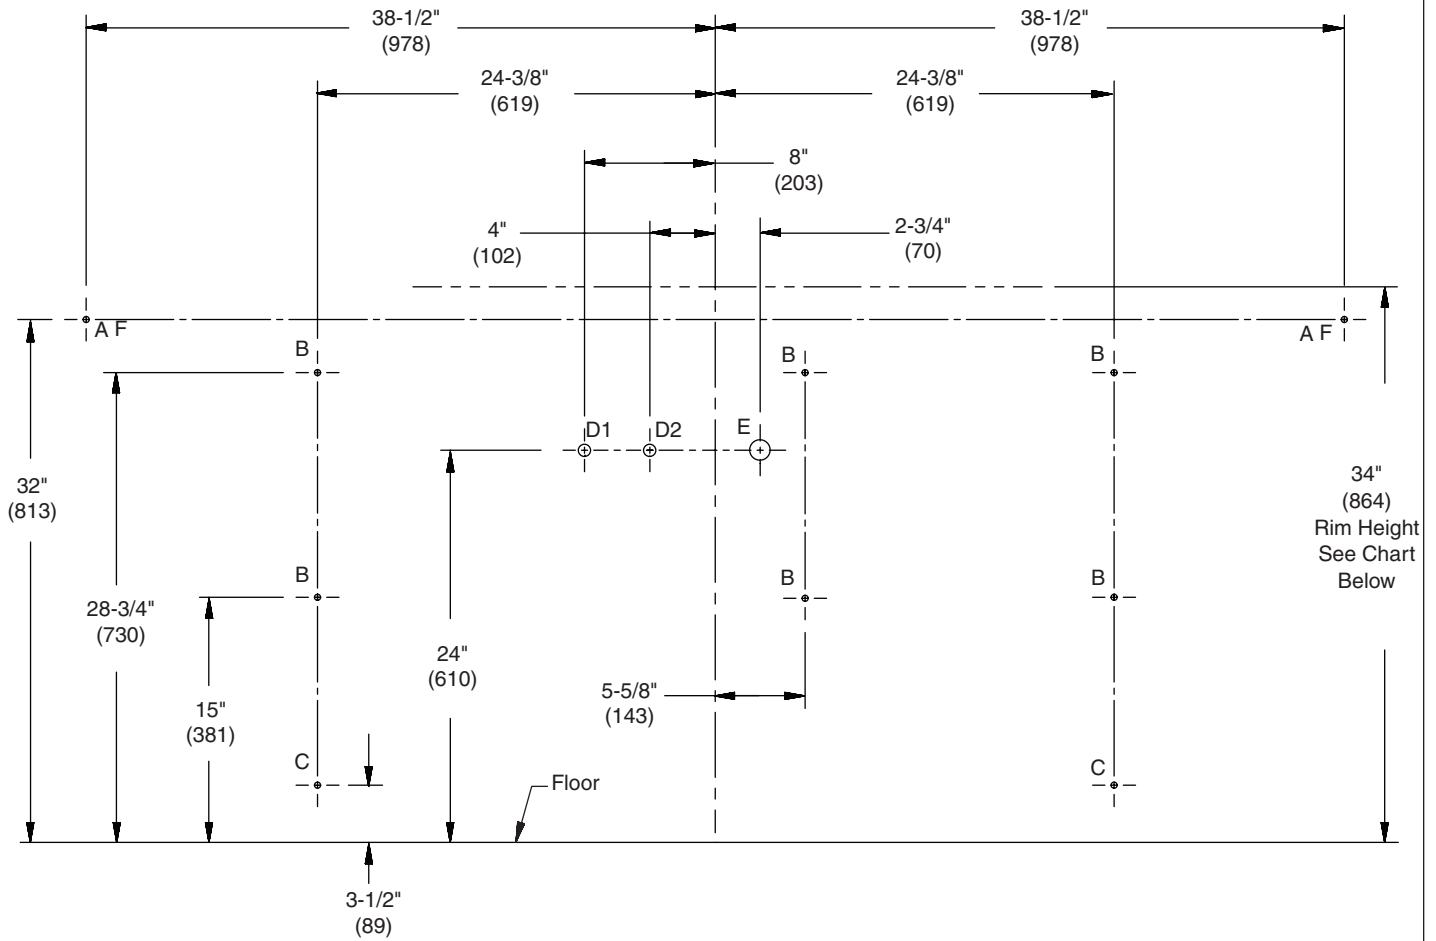 38-1/2"
(978)
38-1/2"
(978)
24-3/8"
(619)
24-3/8"
(619)
8"
(203)
4"
(102)
2-3/4"
(70)
A F
A F
B
B
B
D1
D2
E
32"
(813)
34"
(864)
Rim Height
See Chart
Below
B
B
B
28-3/4"
(730)
24"
(610)
5-5/8"
(143)
15"
(381)
C
C
Floor
3-1/2"
(89)